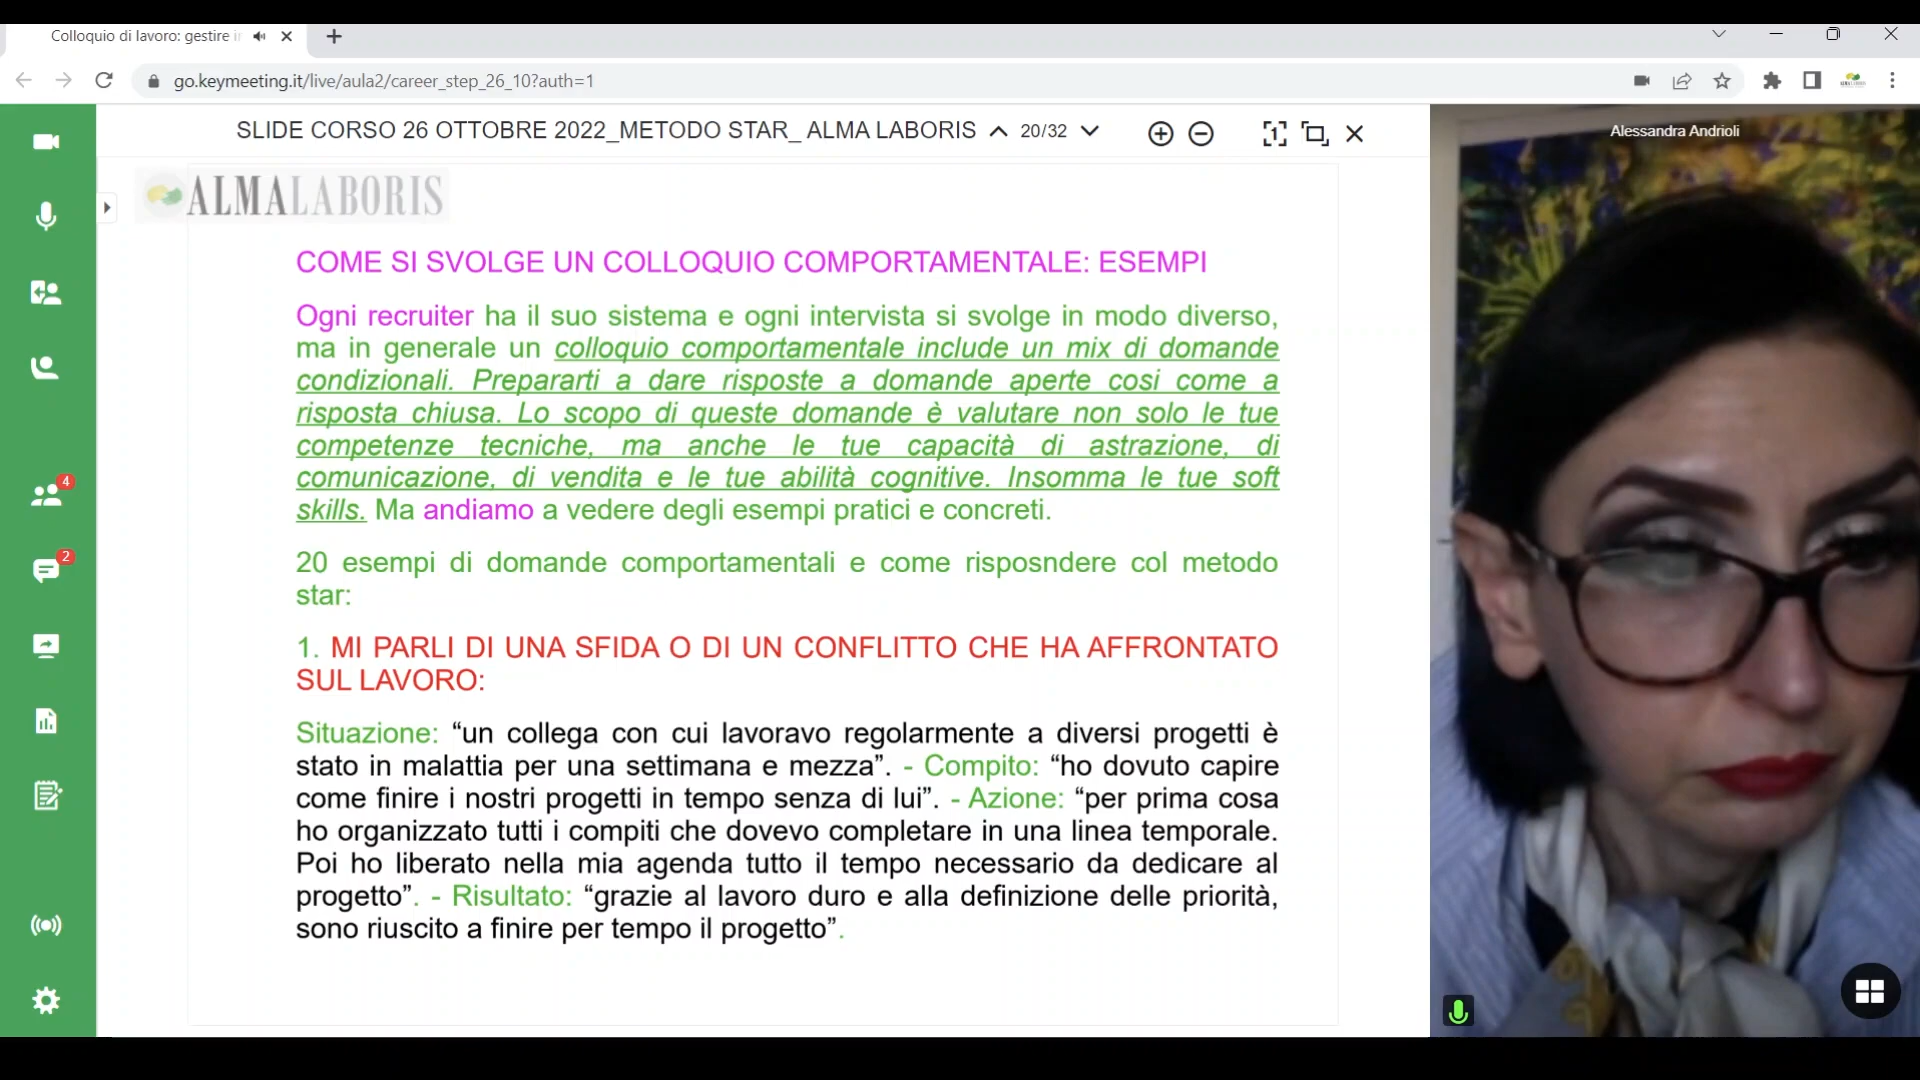 Colloquio di lavoro: gestire
go.keymeeting.it/live/aula2/career_step_26_10?auth=1
SLIDE CORSO 26 OTTOBRE 2022_METODO STAR_ ALMA LABORIS 20/32
Alessandra Andrioli
ALMALABORIS
COME SI SVOLGE UN COLLOQUIO COMPORTAMENTALE: ESEMPI
Ogni recruiter ha il suo sistema e ogni intervista si svolge in modo diverso,
ma in generale un colloquio comportamentale include un mix di domande
condizionali. Prepararti a dare risposte a domande aperte cosi come a
risposta chiusa. Lo scopo di queste domande è valutare non solo le tue
competenze tecniche, ma anche le tue capacità di astrazione, di
comunicazione, di vendita e le tue abilità cognitive. Insomma le tue soft
skills. Ma andiamo a vedere degli esempi pratici e concreti.
20 esempi di domande comportamentali e come risposndere col metodo
star:
1. MI PARLI DI UNA SFIDA O DI UN CONFLITTO CHE HA AFFRONTATO
SUL LAVORO:
Situazione: “un collega con cui lavoravo regolarmente a diversi progetti è
stato in malattia per una settimana e mezza”. - Compito: “ho dovuto capire
come finire i nostri progetti in tempo senza di lui”. - Azione: “per prima cosa
ho organizzato tutti i compiti che dovevo completare in una linea temporale.
Poi ho liberato nella mia agenda tutto il tempo necessario da dedicare al
progetto”. - Risultato: “grazie al lavoro duro e alla definizione delle priorità,
sono riuscito a finire per tempo il progetto”.
4
2